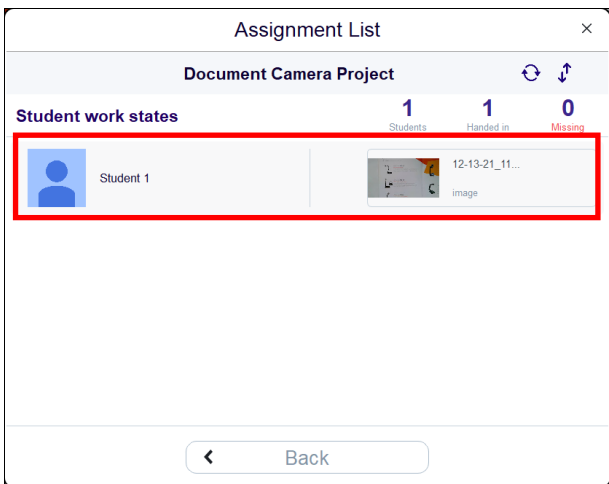 Assignment List
Document Camera Project
Student work states
1 1 0
Students Handed in Missing
Student 1
12-13-21_11...
image
Back